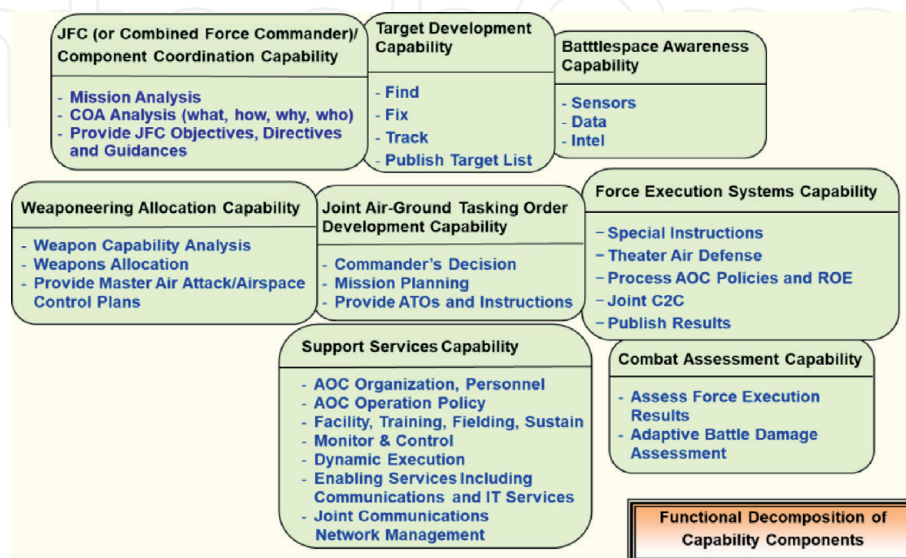 JFC (or Combined Force Commander)/
Component Coordination Capability
- Mission Analysis
- COA Analysis (what, how, why, who)
- Provide JFC Objectives, Directives
and Guidances
Target Development
Capability
- Find
- Fix
- Track
- Publish Target List
Batttlespace Awareness
Capability
- Sensors
- Data
- Intel
Weaponeering Allocation Capability
- Weapon Capability Analysis
- Weapons Allocation
- Provide Master Air Attack/Airspace
Control Plans
Joint Air-Ground Tasking Order
Development Capability
- Commander's Decision
- Mission Planning
- Provide ATOs and Instructions
Force Execution Systems Capability
– Special Instructions
– Theater Air Defense
– Process AOC Policies and ROE
– Joint C2C
– Publish Results
Support Services Capability
- AOC Organization, Personnel
- AOC Operation Policy
- Facility, Training, Fielding, Sustain
- Monitor & Control
- Dynamic Execution
- Enabling Services Including
Communications and IT Services
- Joint Communications
Network Management
Combat Assessment Capability
- Assess Force Execution
Results
- Adaptive Battle Damage
Assessment
Functional Decomposition of
Capability Components